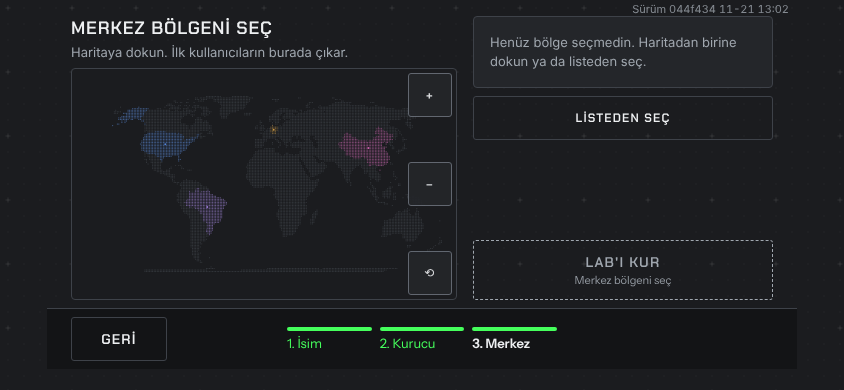 Sürüm 044f434 11-21 13:02
MERKEZ BÖLGENİ SEÇ
Haritaya dokun. İlk kullanıcıların burada çıkar.
+
−
⟲
Henüz bölge seçmedin. Haritadan birine
dokun ya da listeden seç.
LİSTEDEN SEÇ
LAB'I KUR
Merkez bölgeni seç
GERİ
1. İsim
2. Kurucu
3. Merkez